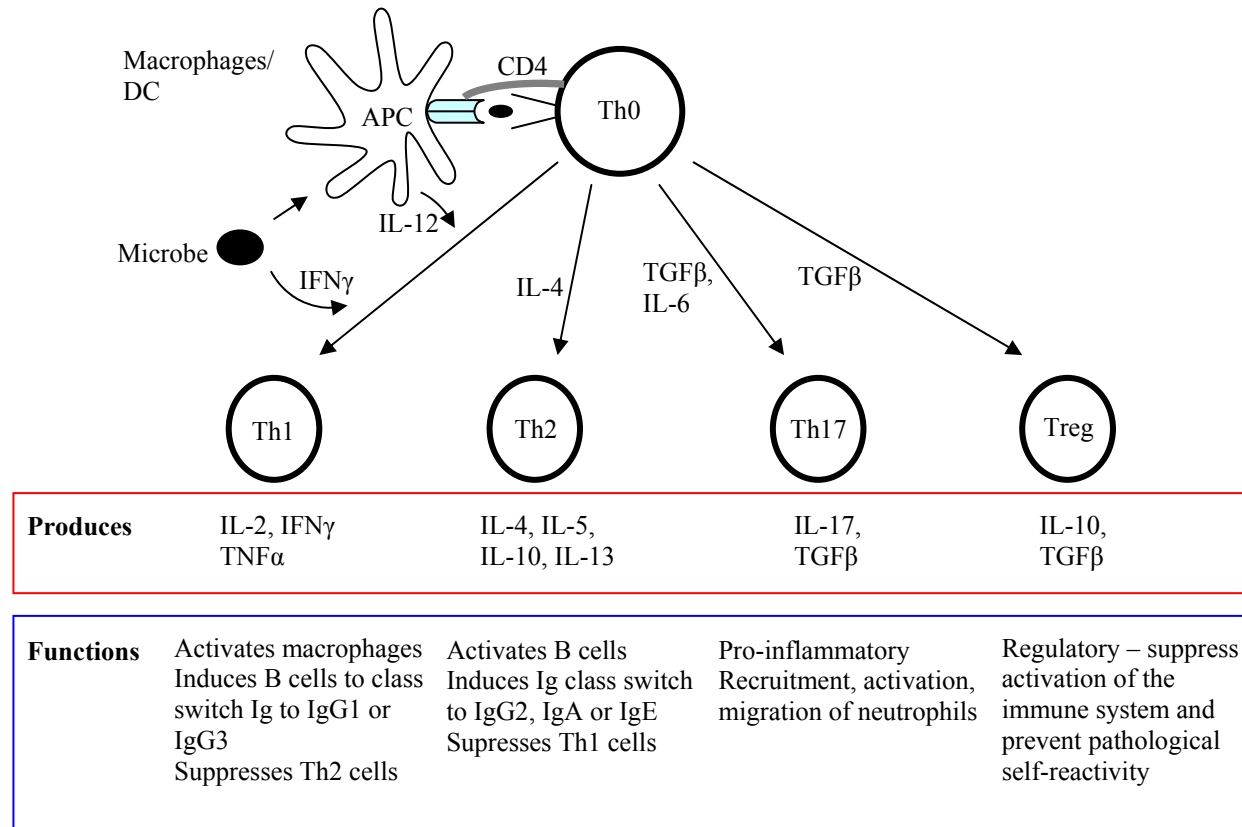 Macrophages/
DC
CD4
APC
Th0
IL-12
Microbe
IFNγ
IL-4
TGFβ,
IL-6
TGFβ
Th1
Th2
Th17
Treg
Produces
IL-2, IFNγ
TNFα
IL-4, IL-5,
IL-10, IL-13
IL-17,
TGFβ
IL-10,
TGFβ
Functions
Activates macrophages
Induces B cells to class
switch Ig to IgG1 or
IgG3
Suppresses Th2 cells
Activates B cells
Induces Ig class switch
to IgG2, IgA or IgE
Supresses Th1 cells
Pro-inflammatory
Recruitment, activation,
migration of neutrophils
Regulatory – suppress
activation of the
immune system and
prevent pathological
self-reactivity